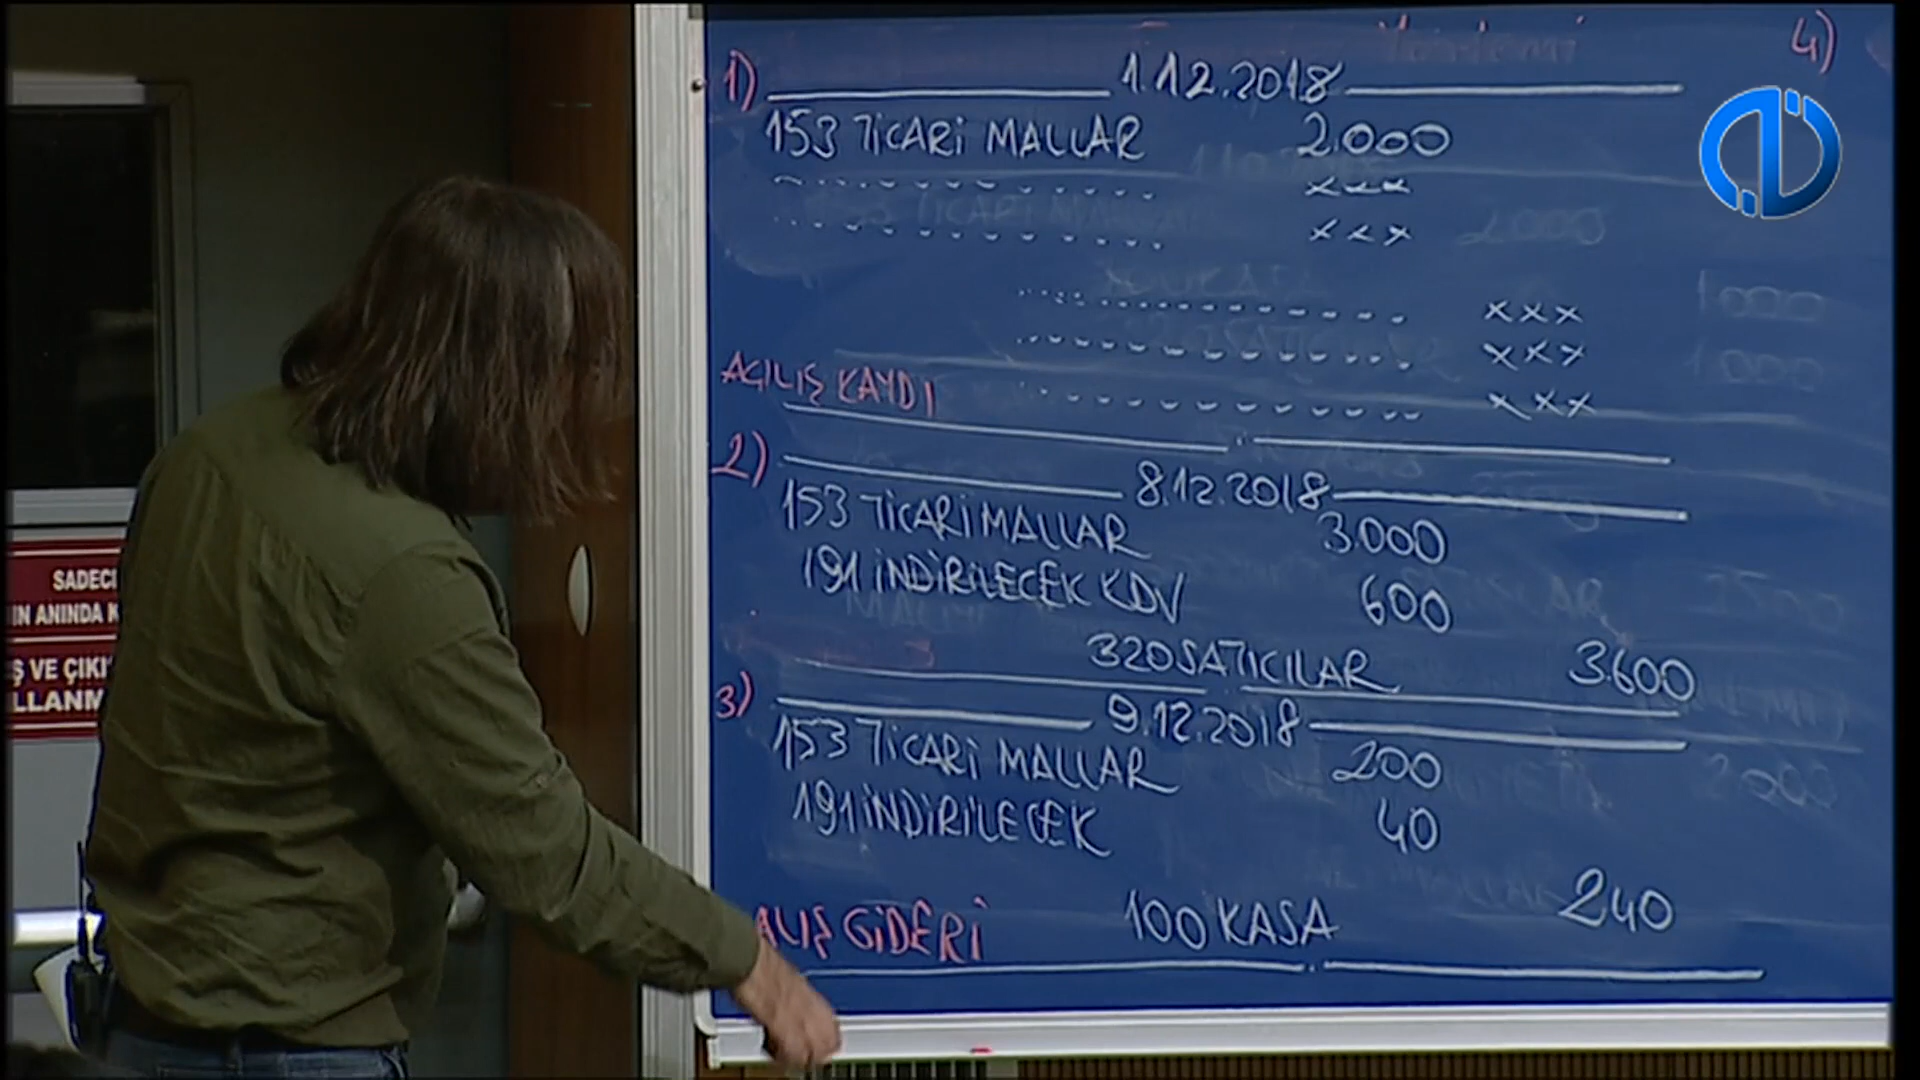 4)
1) 1.12.2018
153 TİCARİ MALLAR 2.000
xxx
xxx
xxx
xxx
AÇILIŞ KAYDI xxx
2) 8.12.2018
153 TİCARİ MALLAR 3.000
191 İNDİRİLECEK KDV 600
320 SATICILAR 3.600
3) 9.12.2018
153 TİCARİ MALLAR 200
191 İNDİRİLECEK 40
ALIŞ GİDERİ 100 KASA 240
SADECE
ANINDA
VE ÇIKI
LLANM